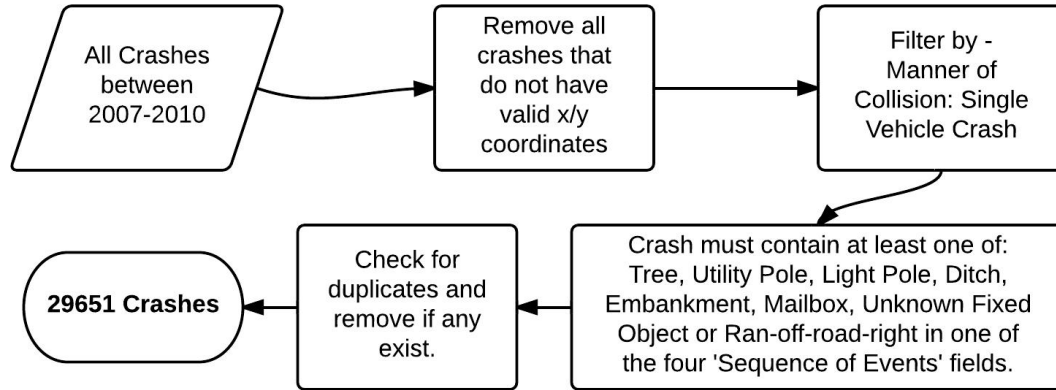 All Crashes
between
2007-2010
Remove all
crashes that
do not have
valid x/y
coordinates
Filter by -
Manner of
Collision: Single
Vehicle Crash
Crash must contain at least one of:
Tree, Utility Pole, Light Pole, Ditch,
Embankment, Mailbox, Unknown Fixed
Object or Ran-off-road-right in one of
the four 'Sequence of Events' fields.
Check for
duplicates and
remove if any
exist.
29651 Crashes